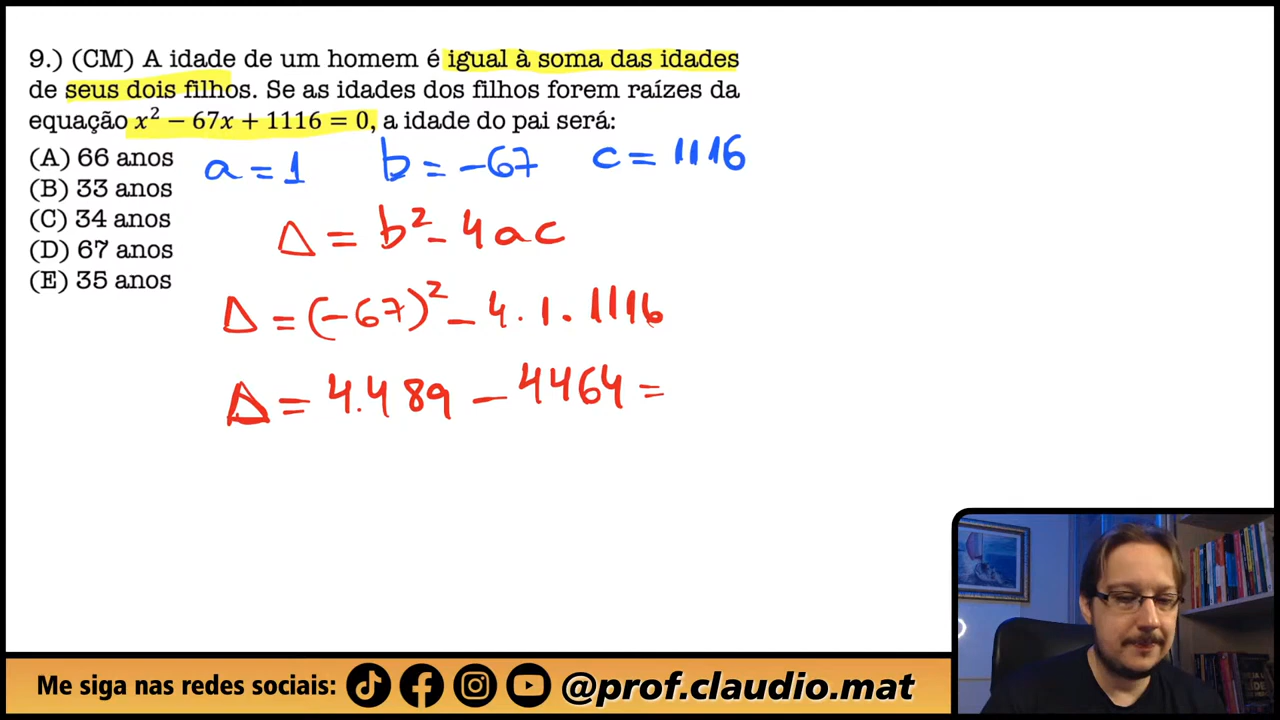 9.) (CM) A idade de um homem é igual à soma das idades
de seus dois filhos. Se as idades dos filhos forem raízes da
equação x² − 67x + 1116 = 0, a idade do pai será:
(A) 66 anos
(B) 33 anos
(C) 34 anos
(D) 67 anos
(E) 35 anos
a = 1 b = -67 c = 1116
Δ = b² - 4ac
Δ = (-67)² - 4 . 1 . 1116
Δ = 4.489 - 4464 =
Me siga nas redes sociais: @prof.claudio.mat